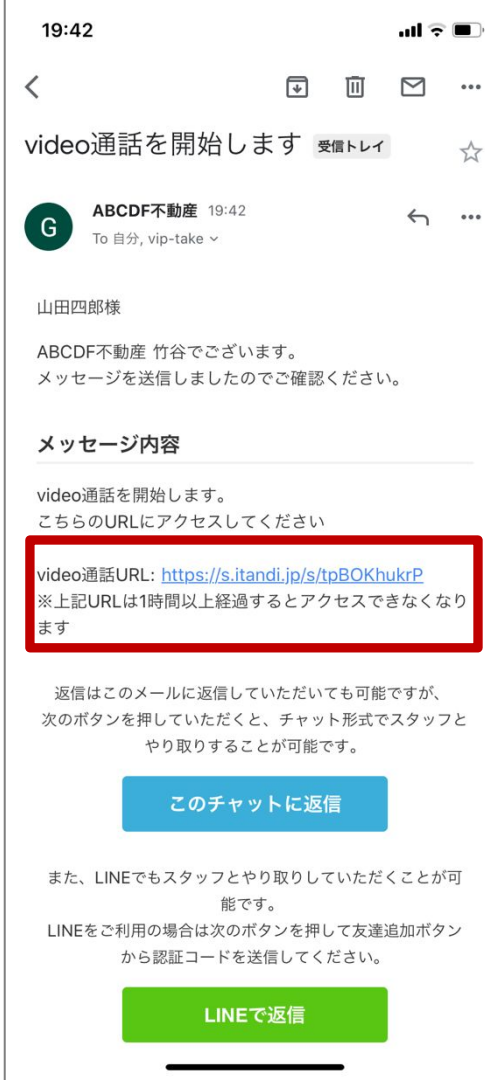 19:42
video通話を開始します 受信トレイ
G
ABCDF不動産 19:42
To 自分, vip-take
山田四郎様
ABCDF不動産 竹谷でございます。
メッセージを送信しましたのでご確認ください。
メッセージ内容
video通話を開始します。
こちらのURLにアクセスしてください
video通話URL: https://s.itandi.jp/s/tpBOKhukrP
※上記URLは1時間以上経過するとアクセスできなくなり
ます
返信はこのメールに返信していただいても可能ですが、
次のボタンを押していただくと、チャット形式でスタッフと
やり取りすることが可能です。
このチャットに返信
また、LINEでもスタッフとやり取りしていただくことが可
能です。
LINEをご利用の場合は次のボタンを押して友達追加ボタン
から認証コードを送信してください。
LINEで返信